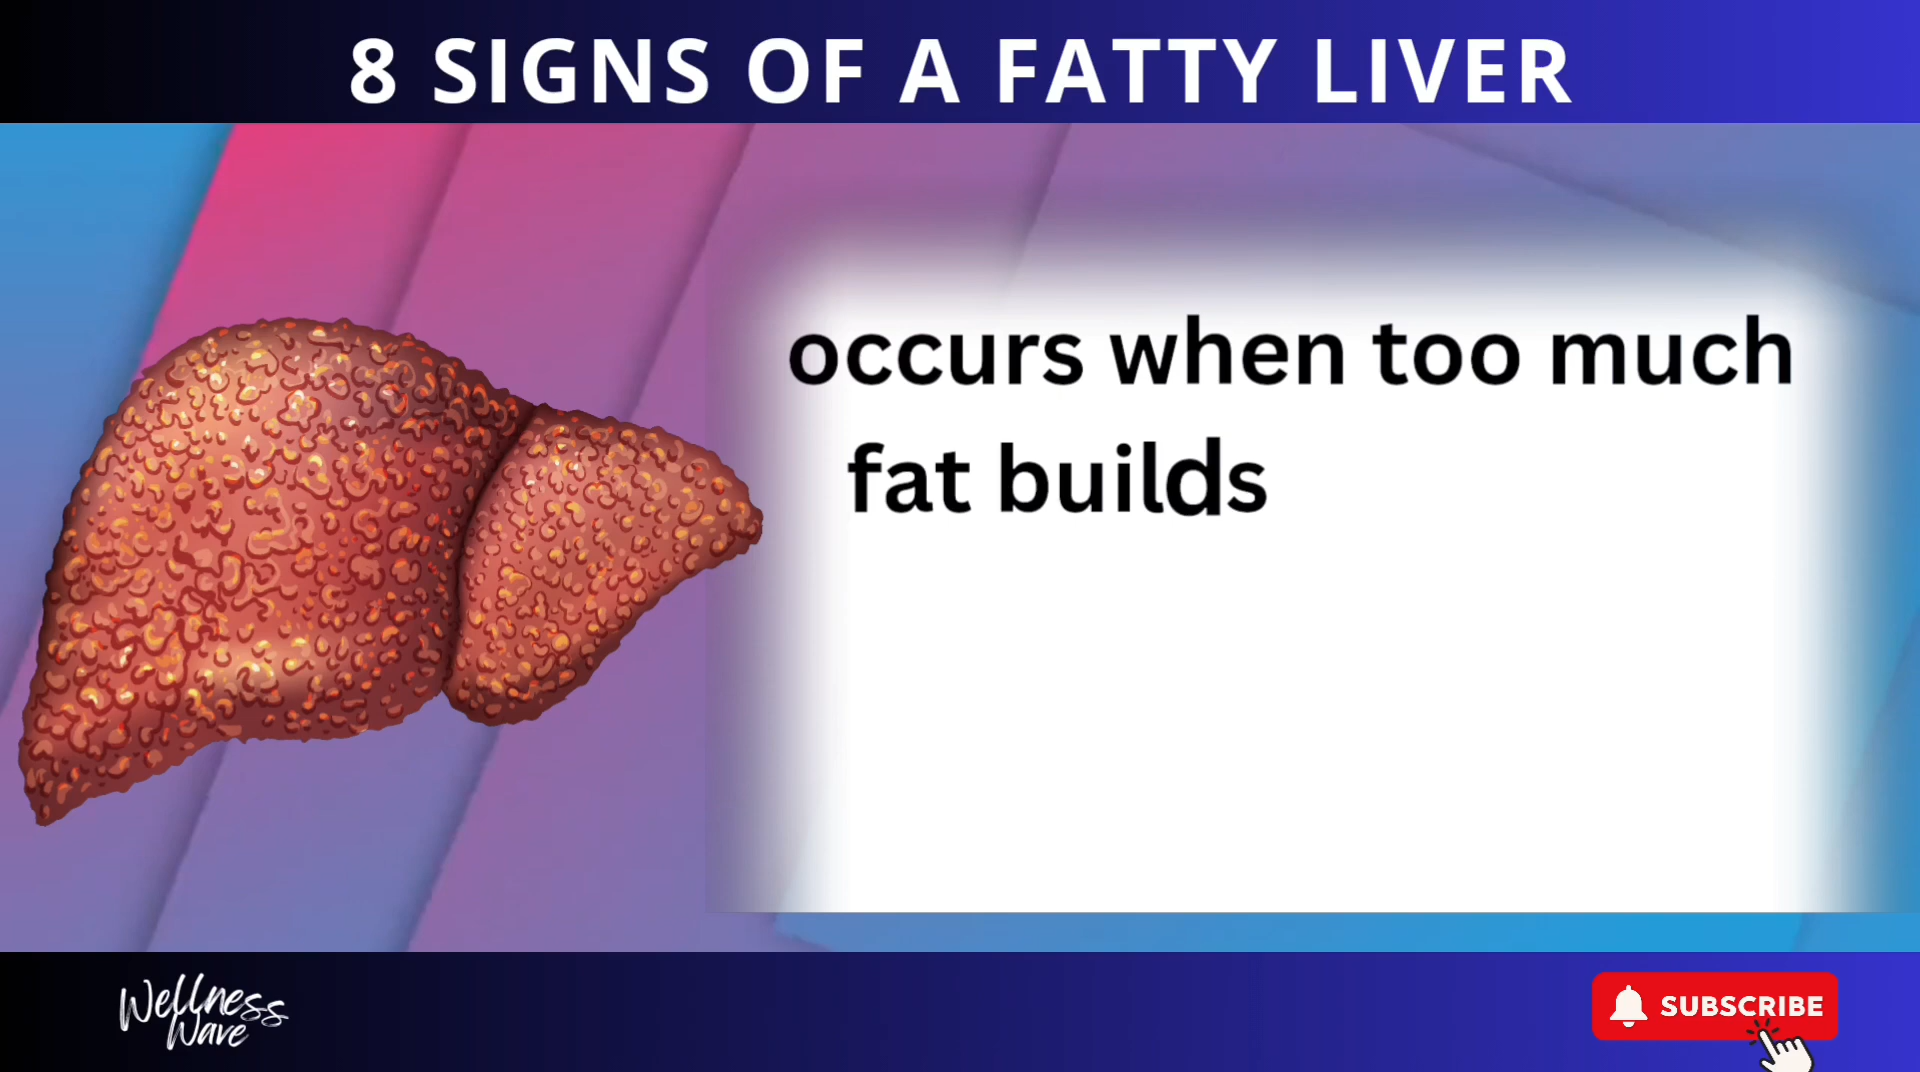 8 SIGNS OF A FATTY LIVER
occurs when too much
fat builds
Wellness
Wave
SUBSCRIBE